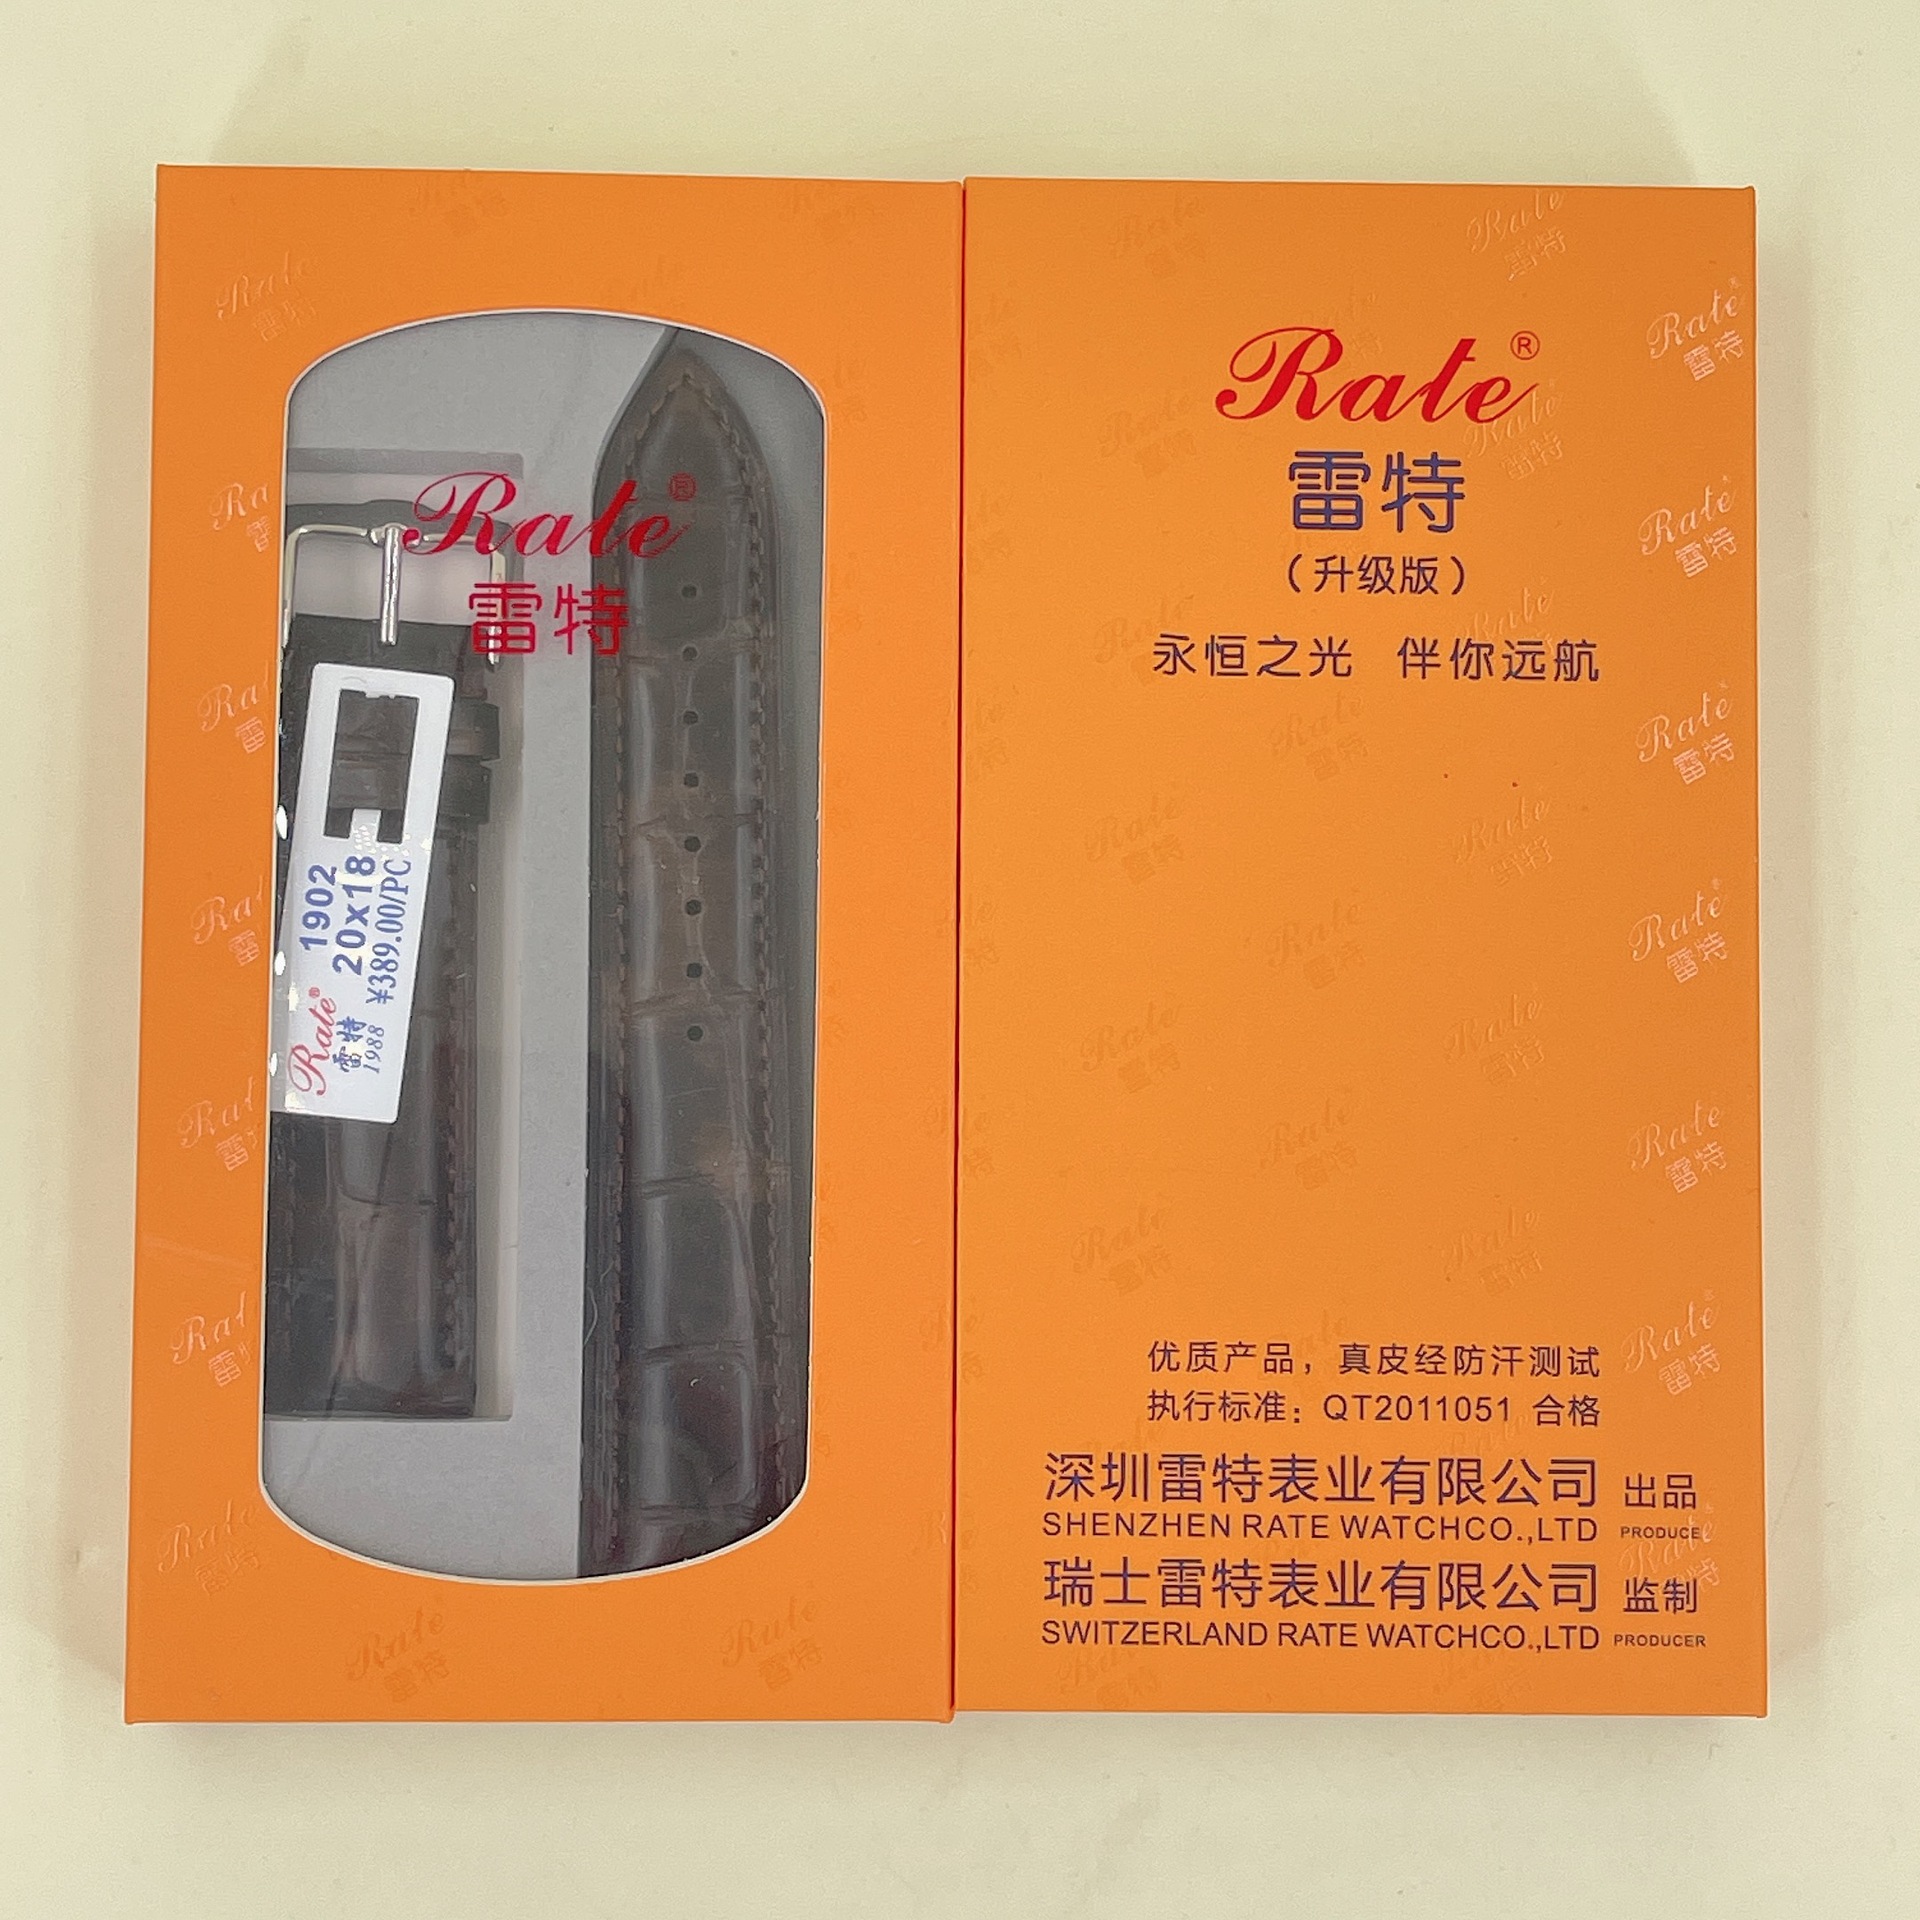 Rate®
雷特
1902
20x18
¥389.00/PC
Rate®
雷特
1988
Rate®
雷特
（升级版）
永恒之光 伴你远航
优质产品，真皮经防汗测试
执行标准：QT2011051 合格
深圳雷特表业有限公司 出品
SHENZHEN RATE WATCHCO.,LTD PRODUCE
瑞士雷特表业有限公司 监制
SWITZERLAND RATE WATCHCO.,LTD PRODUCER